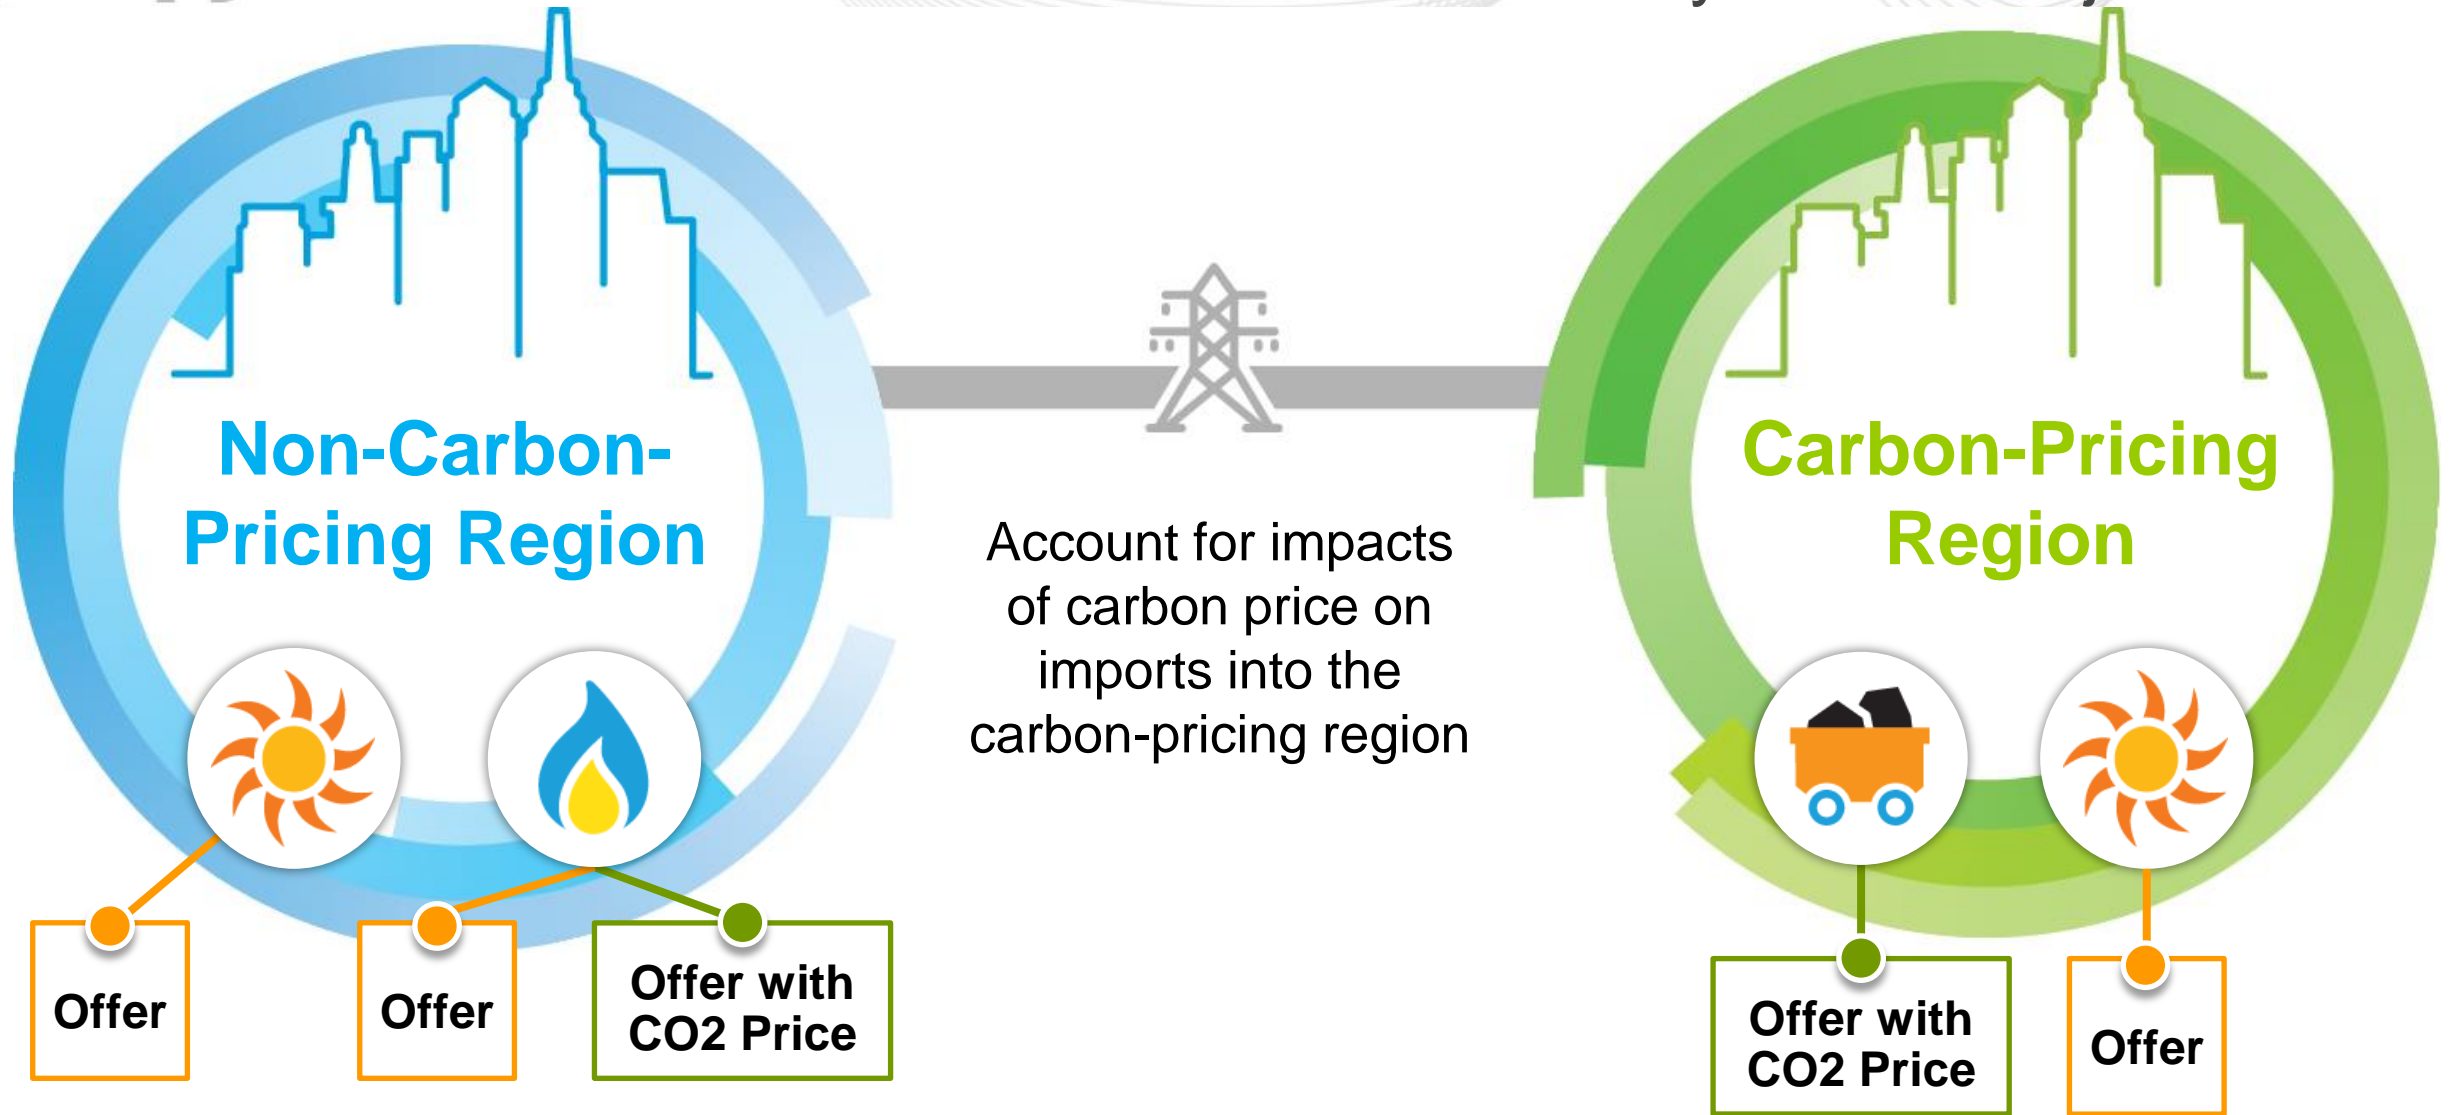 Non-Carbon-
Pricing Region
Account for impacts
of carbon price on
imports into the
carbon-pricing region
Carbon-Pricing
Region
Offer
Offer
Offer with
CO2 Price
Offer with
CO2 Price
Offer